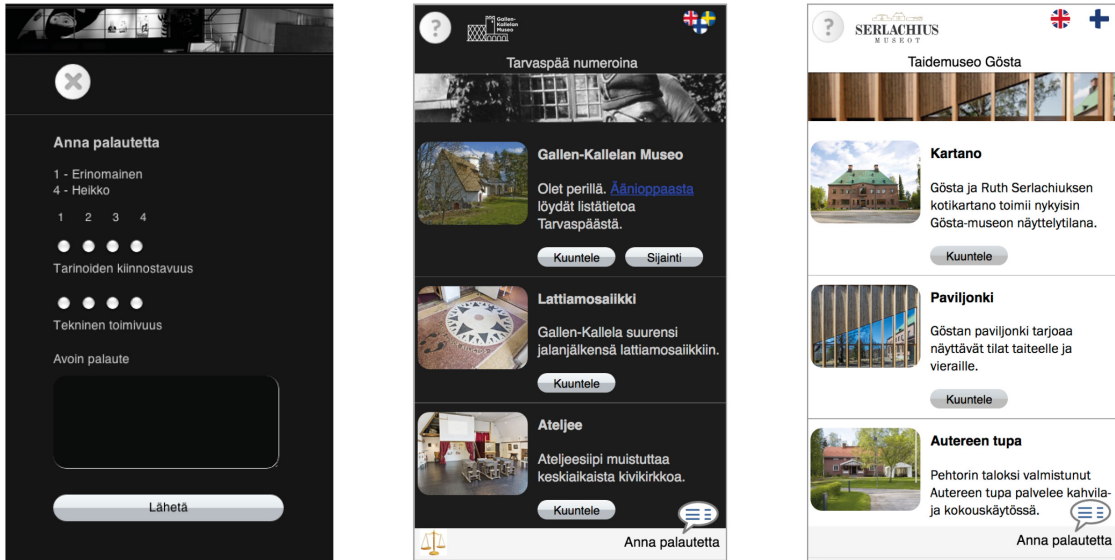 Anna palautetta
1 - Erinomainen
4 - Heikko
1 2 3 4
Tarinoiden kiinnostavuus
Tekninen toimivuus
Avoin palaute
Lähetä
?
Gallen-
Kallelan
Museo
Tarvaspää numeroina
Gallen-Kallelan Museo
Olet perillä. Äänioppaasta
löydät listätietoa
Tarvaspäästä.
Kuuntele Sijainti
Lattiamosaiikki
Gallen-Kallela suurensi
jalanjälkensä lattiamosaiikkiin.
Kuuntele
Ateljee
Ateljeesiipi muistuttaa
keskiaikaista kivikirkkoa.
Kuuntele
Anna palautetta
?
SERLACHIUS
MUSEOT
Taidemuseo Gösta
Kartano
Gösta ja Ruth Serlachiuksen
kotikartano toimii nykyisin
Gösta-museon näyttelytilana.
Kuuntele
Paviljonki
Göstan paviljonki tarjoaa
näyttävät tilat taiteelle ja
vieraille.
Kuuntele
Autereen tupa
Pehtorin taloksi valmistunut
Autereen tupa palvelee kahvila-
ja kokouskäytössä.
Anna palautetta